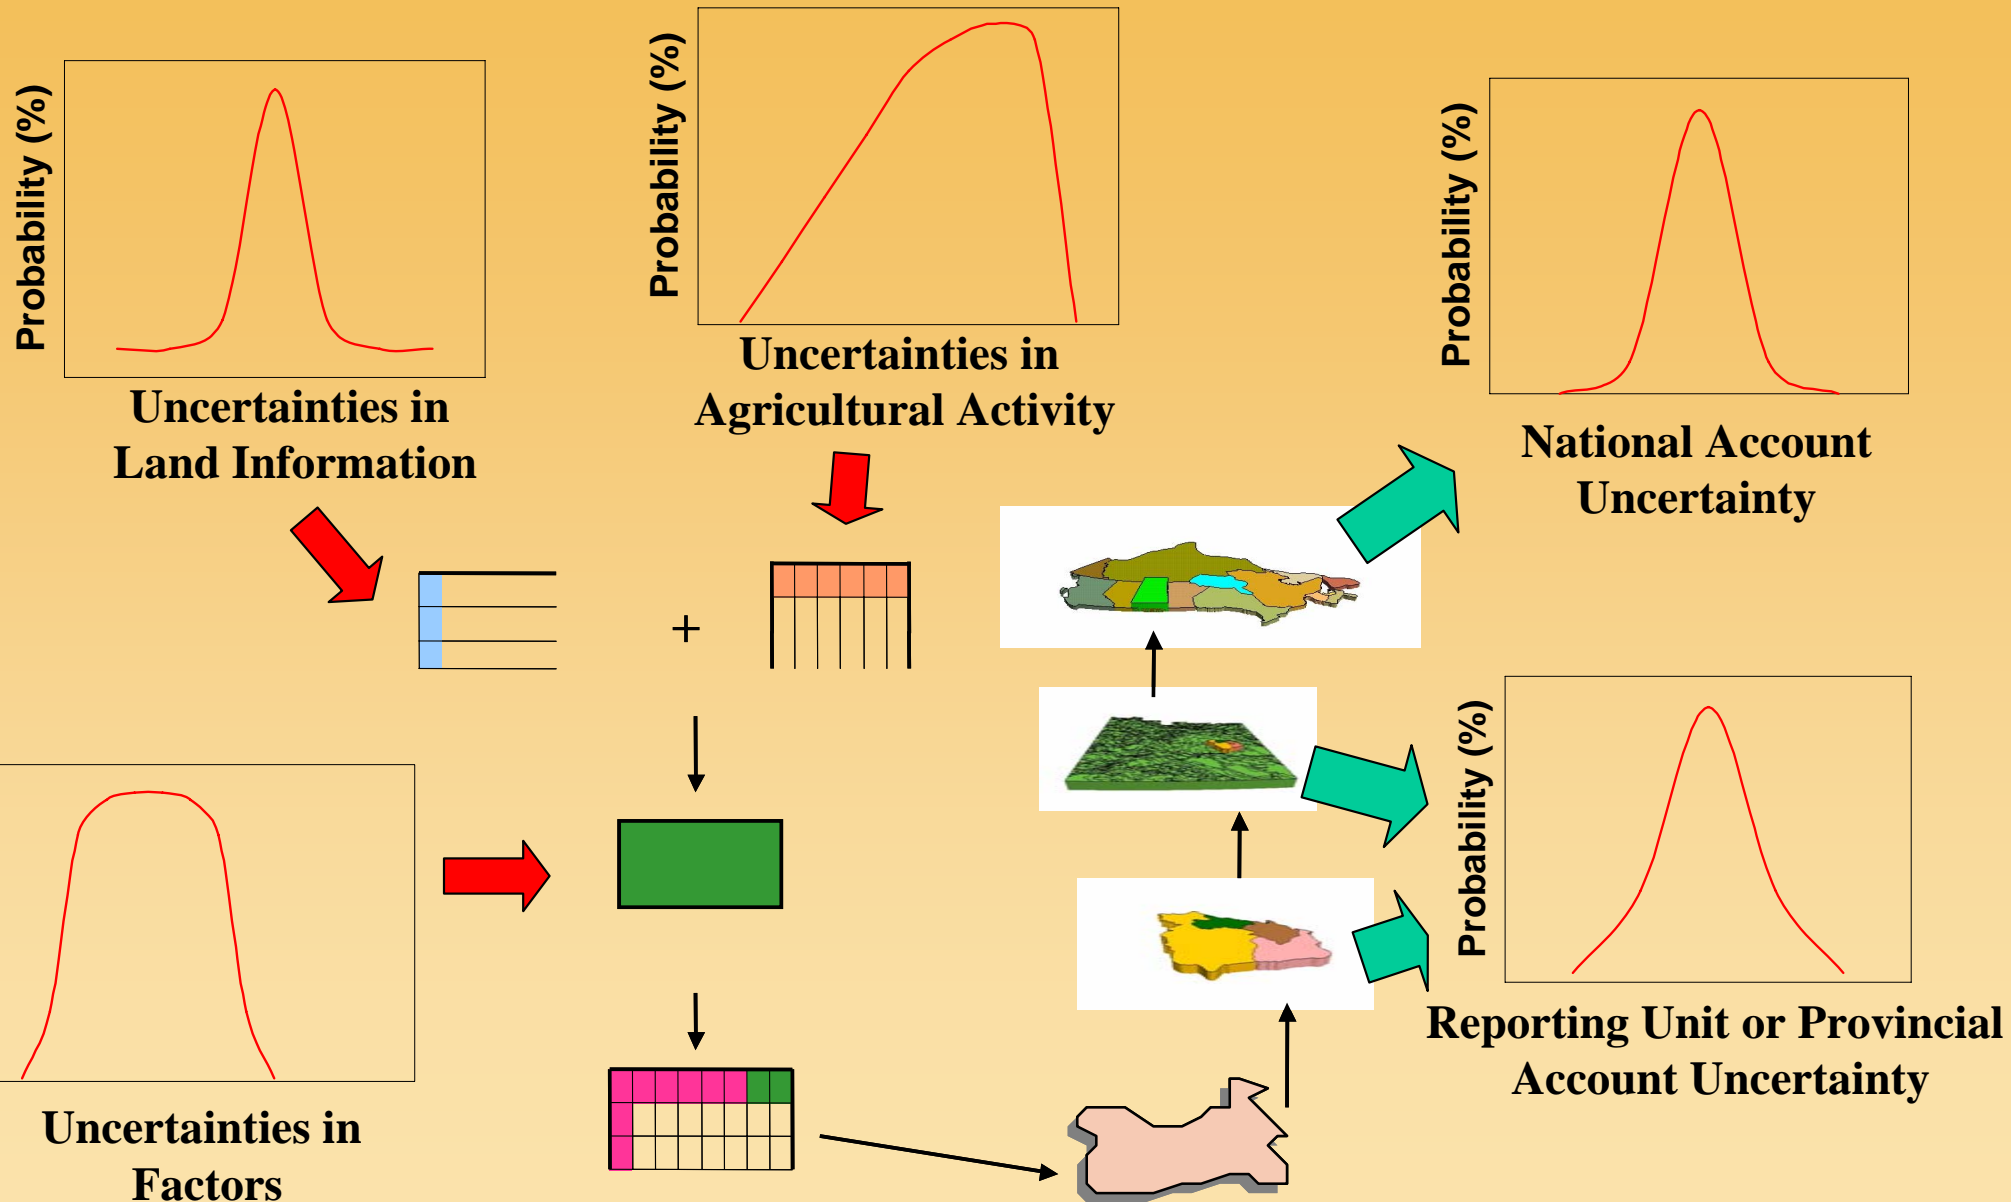 Probability (%)
Uncertainties in
Land Information
Probability (%)
Uncertainties in
Agricultural Activity
Probability (%)
National Account
Uncertainty
+
Probability (%)
Reporting Unit or Provincial
Account Uncertainty
Uncertainties in
Factors